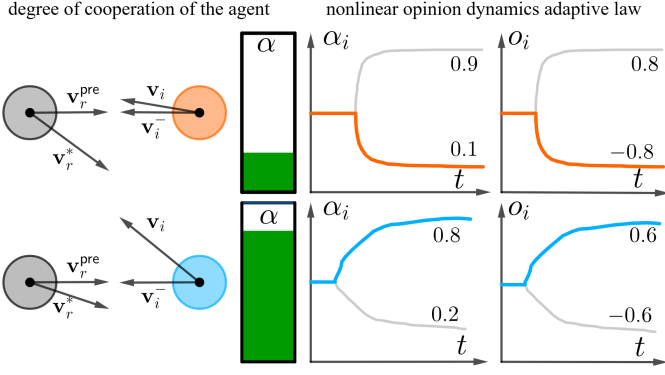 degree of cooperation of the agent
nonlinear opinion dynamics adaptive law
v_r^pre
v_r^*
v_i
v_i^-
α
α_i
0.9
0.1
t
o_i
0.8
−0.8
t
v_r^pre
v_r^*
v_i
v_i^-
α
α_i
0.8
0.2
t
o_i
0.6
−0.6
t